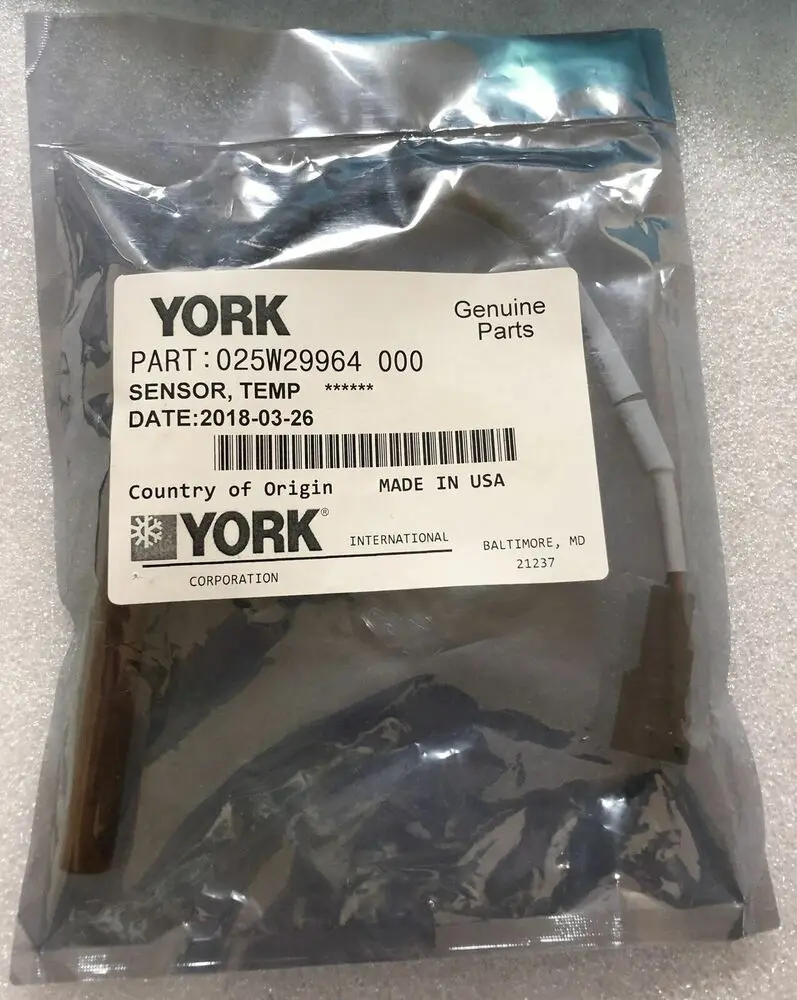 YORK
Genuine
Parts
PART:025W29964 000
SENSOR, TEMP ******
DATE:2018-03-26
Country of Origin MADE IN USA
YORK®
INTERNATIONAL
BALTIMORE, MD
21237
CORPORATION